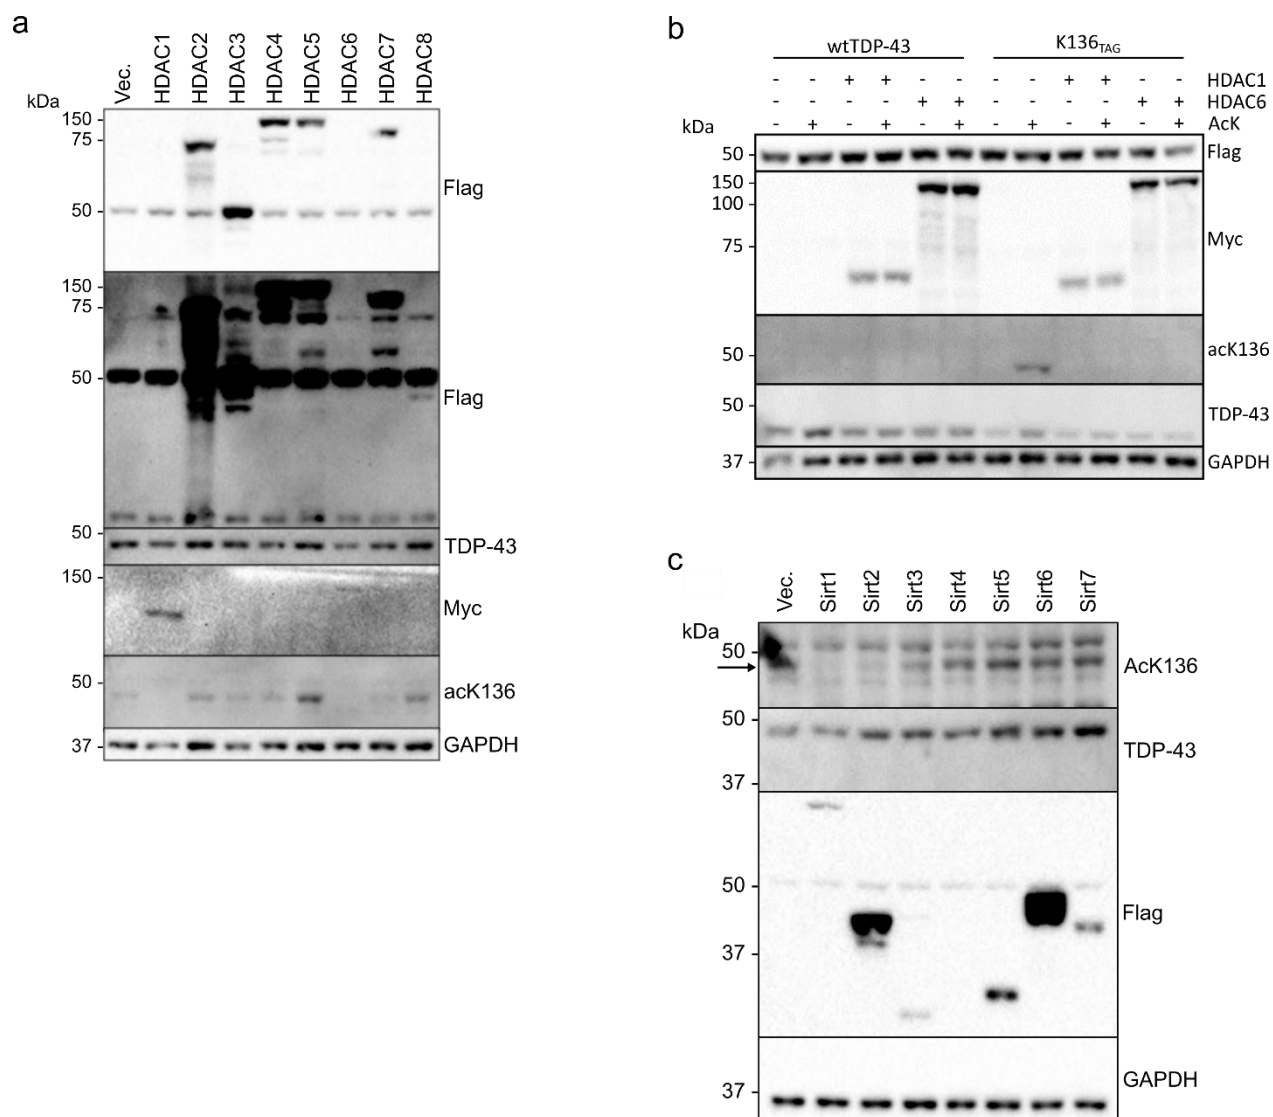 a
kDa
Vec.
HDAC1
HDAC2
HDAC3
HDAC4
HDAC5
HDAC6
HDAC7
HDAC8
150
75
Flag
50
150
75
50
Flag
50
TDP-43
150
Myc
50
acK136
37
GAPDH
b
wtTDP-43 K136TAG
- - + + - - - - + + - - HDAC1
- - - - + + - - - - + + HDAC6
kDa - + - + - + - + - + - + AcK
50 Flag
150
100
Myc
75
50 acK136
50
TDP-43
37 GAPDH
c
kDa
Vec.
Sirt1
Sirt2
Sirt3
Sirt4
Sirt5
Sirt6
Sirt7
50
AcK136
50
TDP-43
37
50
Flag
37
GAPDH
37